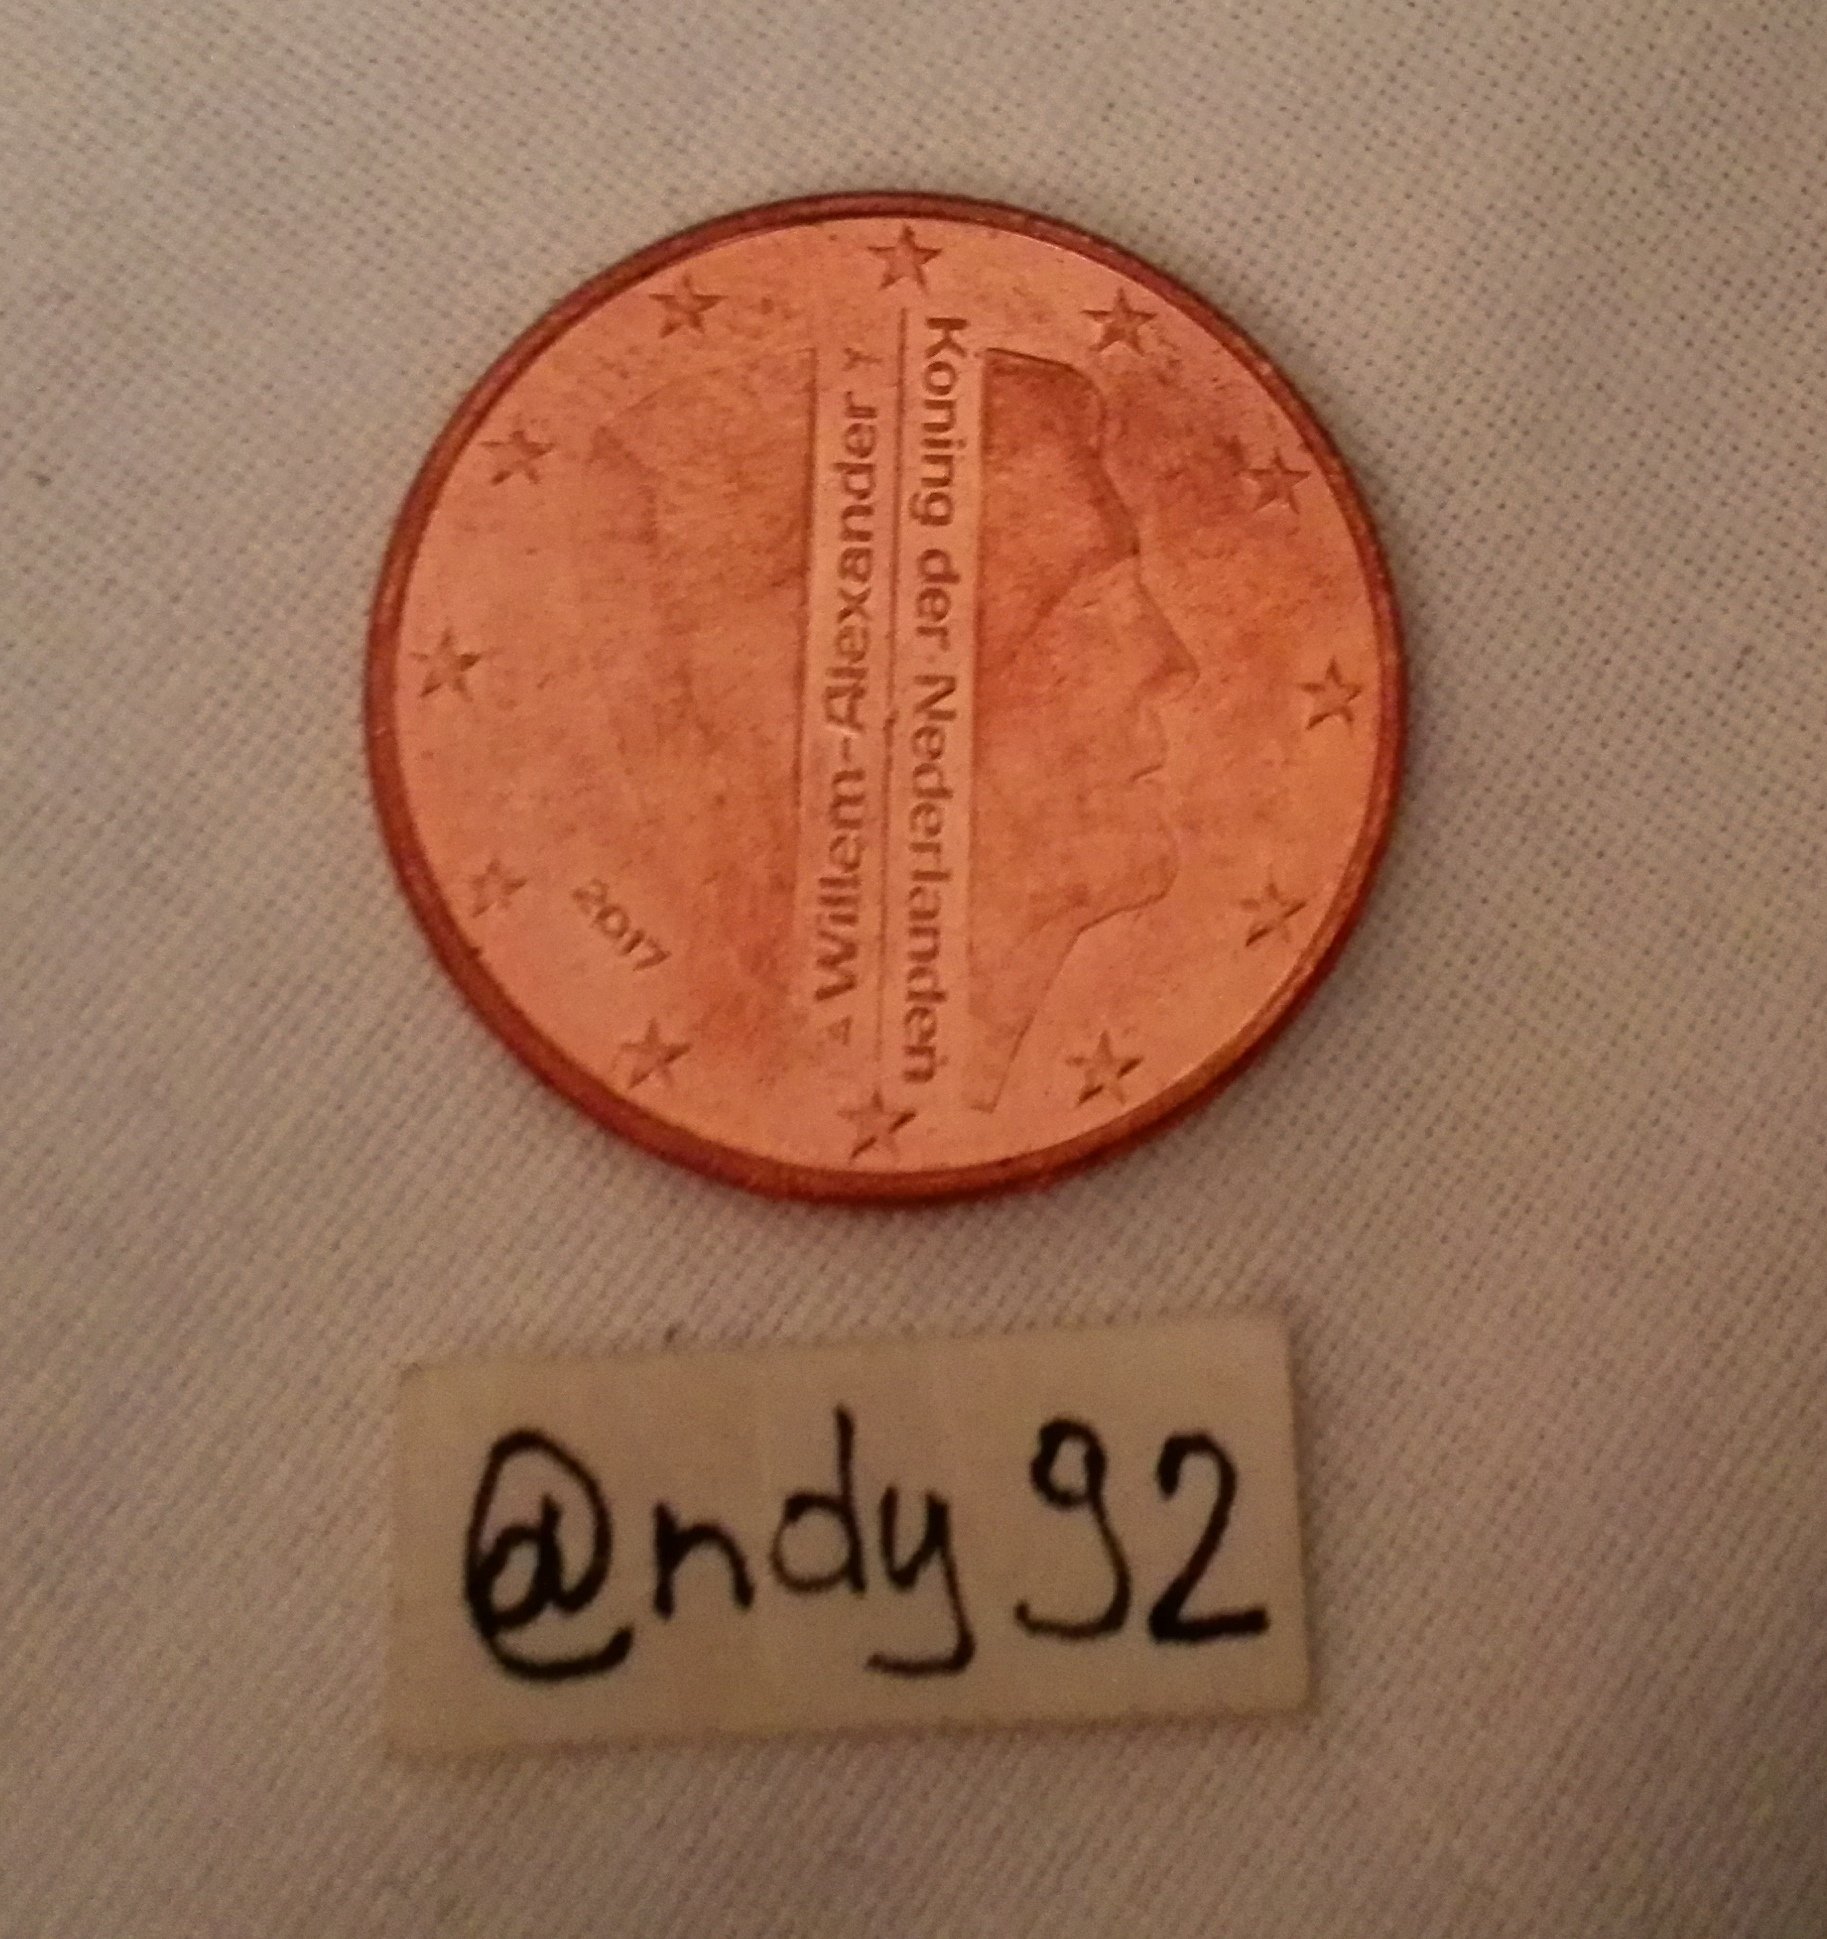 Willem-Alexander
Koning der Nederlanden
2017
@ndy92